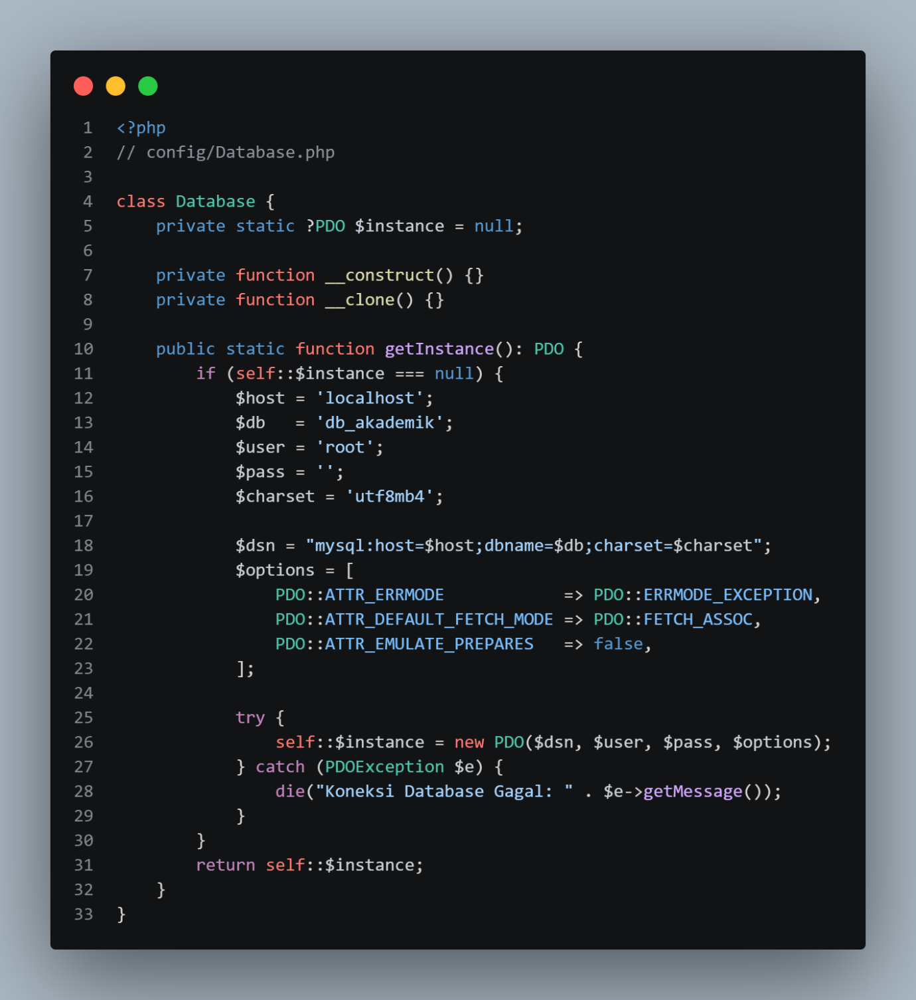 1 <?php
2 // config/Database.php
3
4 class Database {
5     private static ?PDO $instance = null;
6
7     private function __construct() {}
8     private function __clone() {}
9
10     public static function getInstance(): PDO {
11         if (self::$instance === null) {
12             $host = 'localhost';
13             $db   = 'db_akademik';
14             $user = 'root';
15             $pass = '';
16             $charset = 'utf8mb4';
17
18             $dsn = "mysql:host=$host;dbname=$db;charset=$charset";
19             $options = [
20                 PDO::ATTR_ERRMODE            => PDO::ERRMODE_EXCEPTION,
21                 PDO::ATTR_DEFAULT_FETCH_MODE => PDO::FETCH_ASSOC,
22                 PDO::ATTR_EMULATE_PREPARES   => false,
23             ];
24
25             try {
26                 self::$instance = new PDO($dsn, $user, $pass, $options);
27             } catch (PDOException $e) {
28                 die("Koneksi Database Gagal: " . $e->getMessage());
29             }
30         }
31         return self::$instance;
32     }
33 }